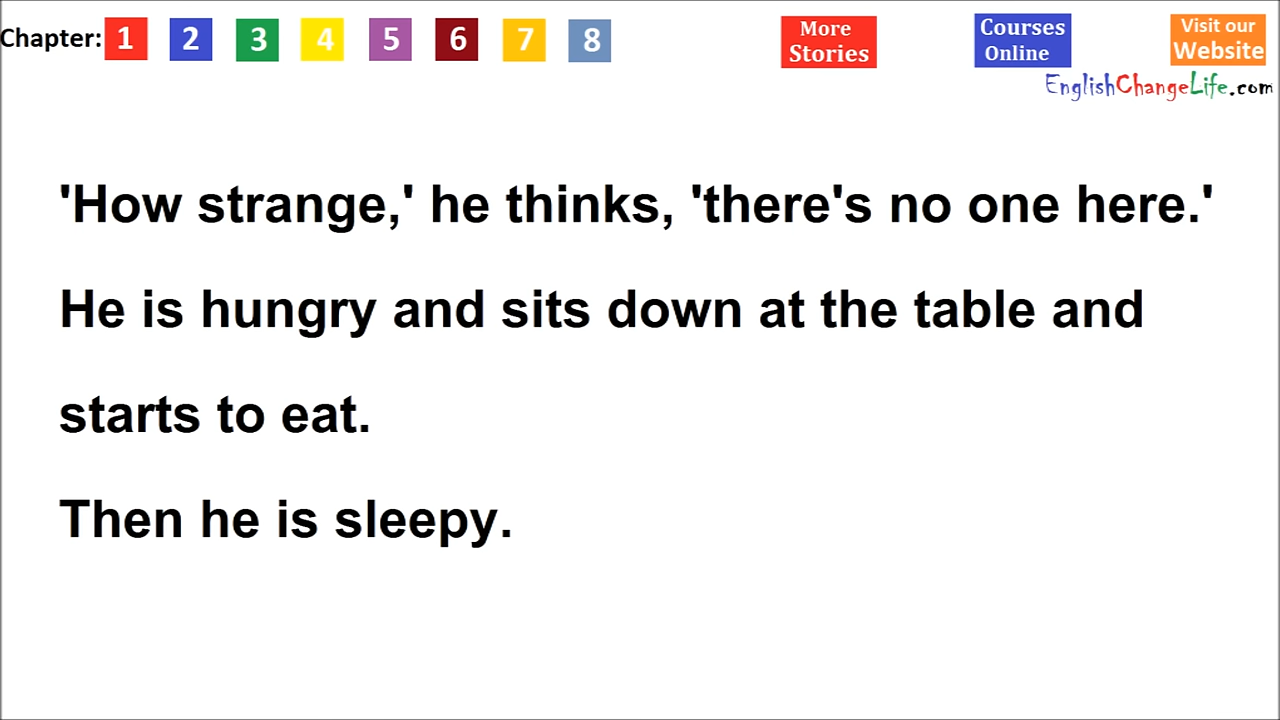 Chapter: 1 2 3 4 5 6 7 8
More
Stories
Courses
Online
Visit our
Website
EnglishChangeLife.com
'How strange,' he thinks, 'there's no one here.'
He is hungry and sits down at the table and
starts to eat.
Then he is sleepy.